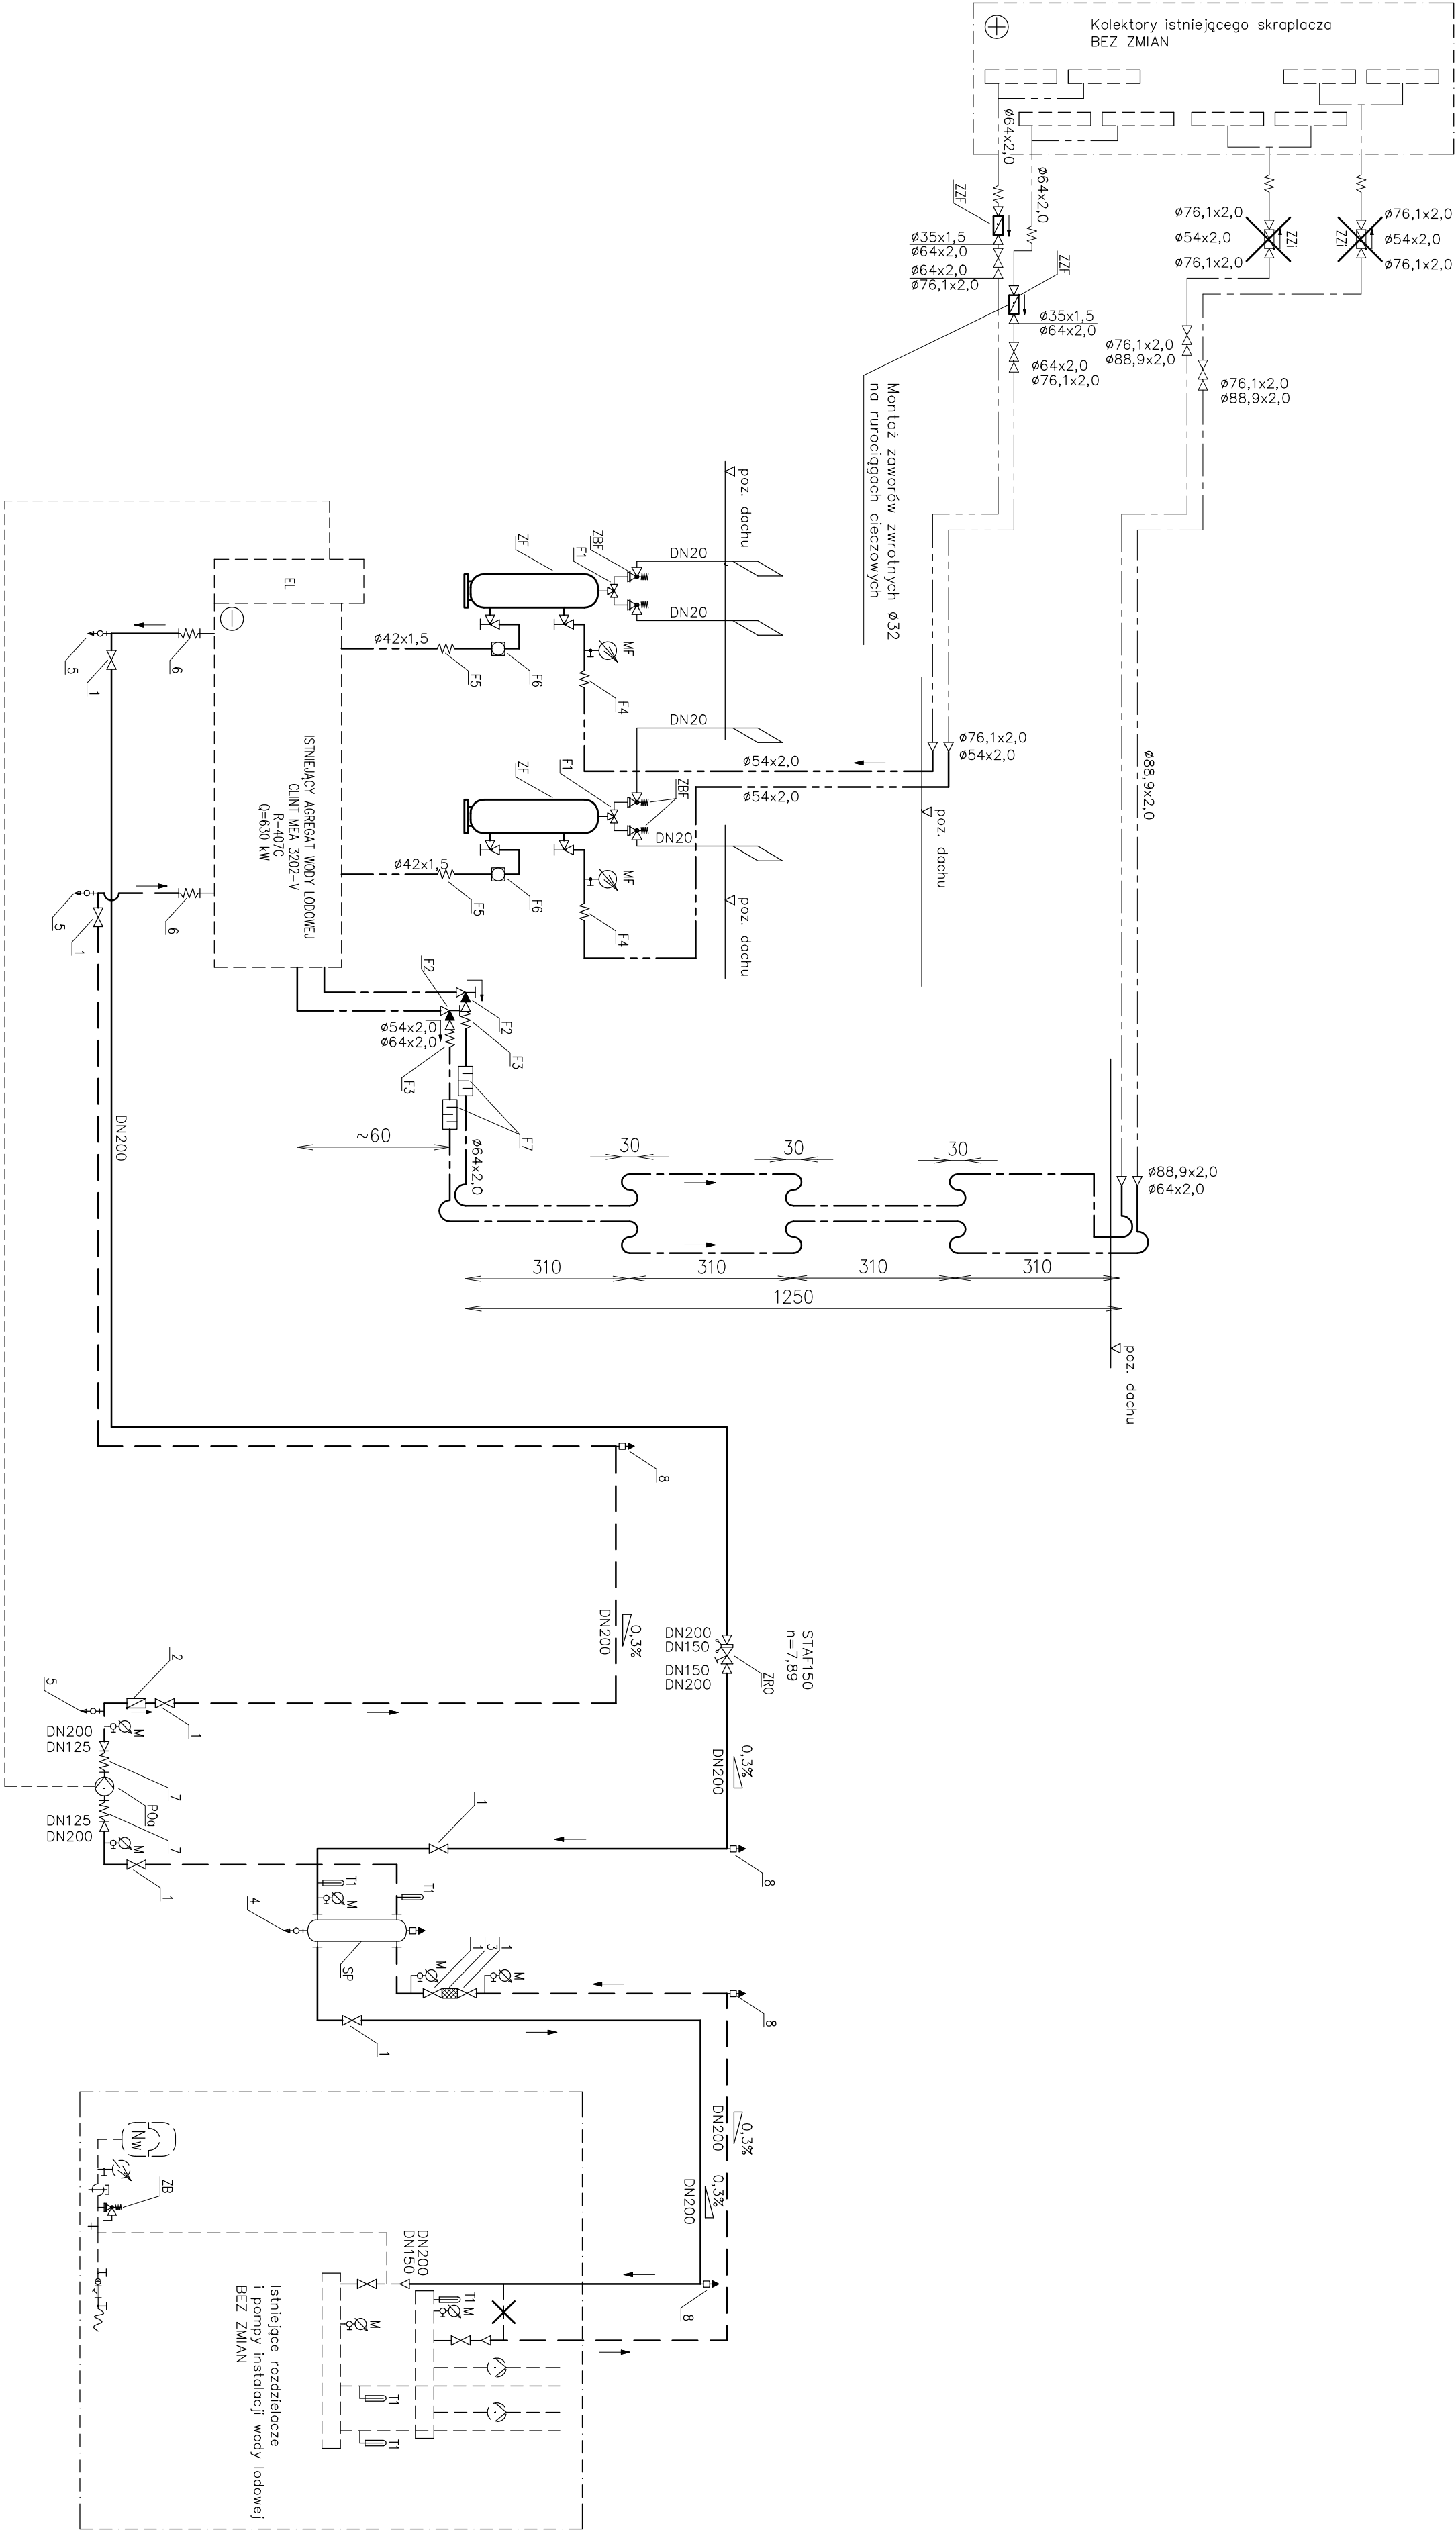 Kolektory istniejącego skraplacza
BEZ ZMIAN
ø64x2,0
ø64x2,0
ZZF
ø35x1,5
ø64x2,0
ø64x2,0
ø76,1x2,0
ZZF
ø35x1,5
ø64x2,0
ø64x2,0
ø76,1x2,0
ø76,1x2,0
ø54x2,0
ø76,1x2,0
ZZi
ZZi
ø76,1x2,0
ø54x2,0
ø76,1x2,0
ø76,1x2,0
ø88,9x2,0
ø76,1x2,0
ø88,9x2,0
Montaż zaworów zwrotnych ø32
na rurociągach cieczowych
poz. dachu
ZF
F1
ZBF
DN20
DN20
EL
ø42x1,5
F5
F6
MF
F4
6
5
1
DN20
ø76,1x2,0
ø54x2,0
ø54x2,0
ø54x2,0
ZF
F1
ZBF
DN20
poz. dachu
poz. dachu
ø88,9x2,0
ISTNIEJĄCY AGREGAT WODY LODOWEJ
CLINT MEA 3202-V
R-407C
Q=630 kW
ø42x1,5
F5
F6
MF
F4
6
5
1
F2
F2
ø54x2,0
ø64x2,0
F3
F3
F7
~60
ø64x2,0
30
30
30
ø88,9x2,0
ø64x2,0
310
310
310
310
1250
poz. dachu
DN200
8
0,3%
DN200
STAF150
n=7,89
DN200
DN150
DN150
DN200
ZRO
0,3%
DN200
2
5
1
M
DN200
DN125
7
POa
DN125
DN200
7
M
1
1
8
T1
M
T1
4
SP
M
1
3
1
M
8
1
0,3%
DN200
0,3%
DN200
Nw
ZB
DN200
DN150
8
T1
M
M
T1
T1
Istniejące rozdzielacze
i pompy instalacji wody lodowej
BEZ ZMIAN